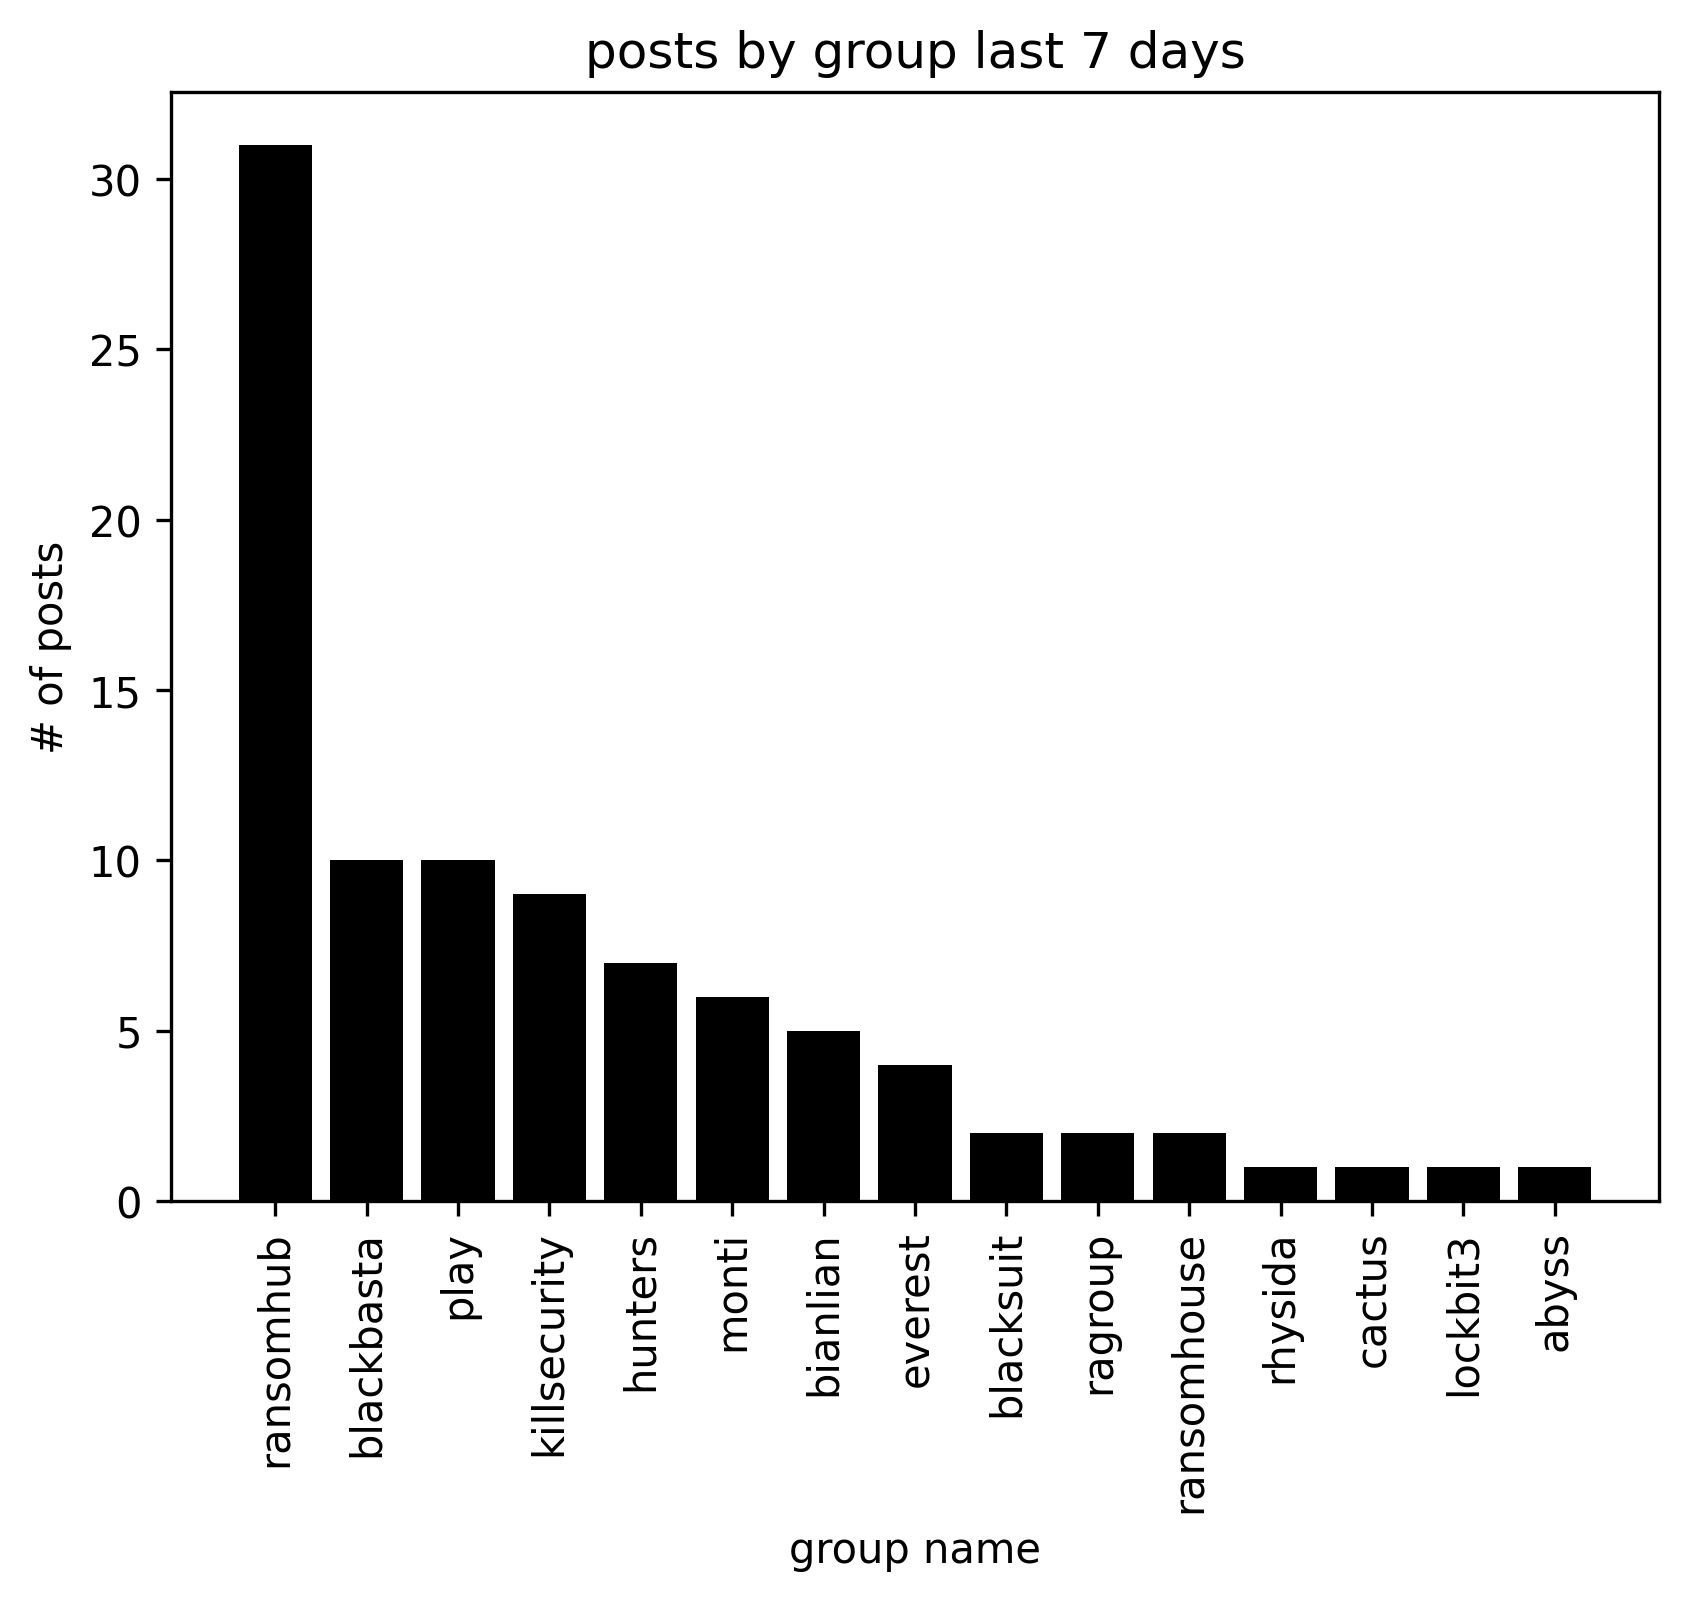 posts by group last 7 days
# of posts
30
25
20
15
10
5
0
ransomhub
blackbasta
play
killsecurity
hunters
monti
bianlian
everest
blacksuit
ragroup
ransomhouse
rhysida
cactus
lockbit3
abyss
group name